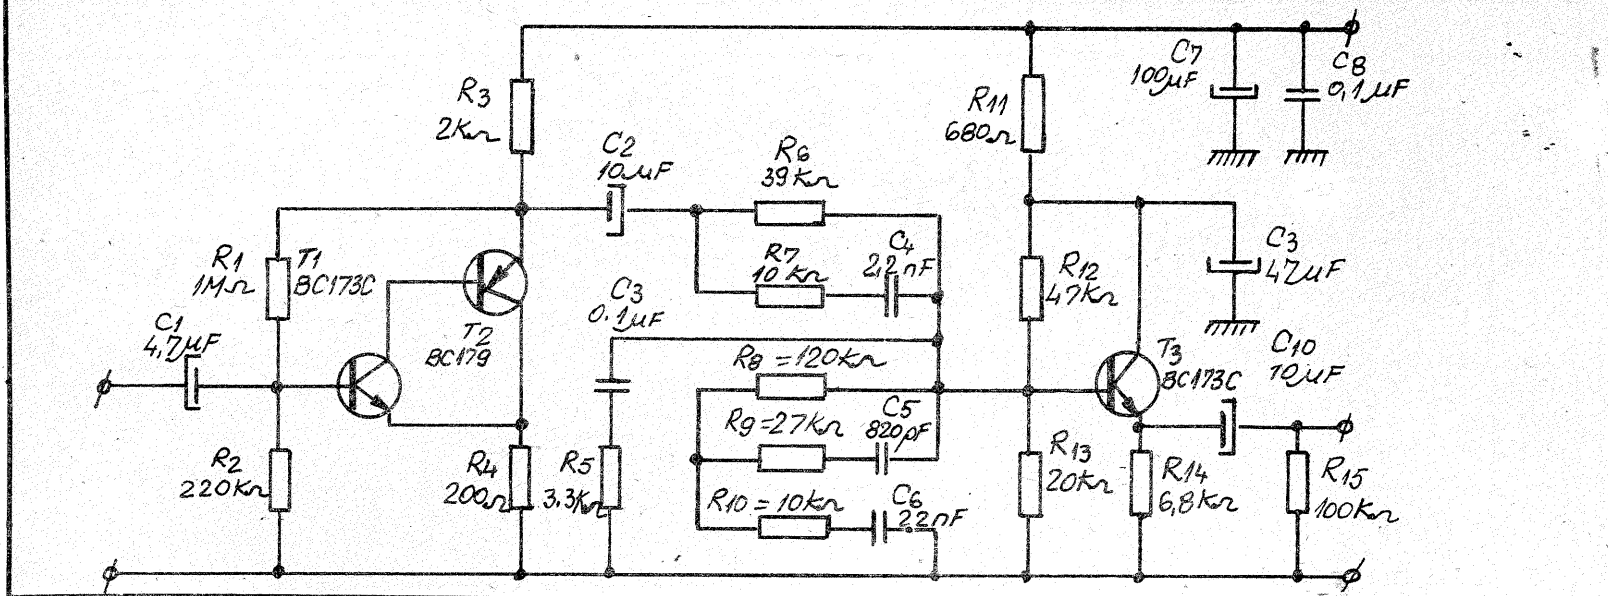 R3
2KΩ
C2
10µF
R6
39KΩ
R11
680Ω
C7
100µF
C8
0,1µF
R1
1MΩ
T1
BC173C
R7
10KΩ
C4
2,2nF
C3
0.1µF
R12
47KΩ
C3
47µF
C1
4,7µF
T2
BC179
R8=120KΩ
T3
BC173C
C10
10µF
R9=27KΩ
C5
820pF
R2
220KΩ
R4
200Ω
R5
3.3KΩ
R10=10KΩ
C6
22nF
R13
20KΩ
R14
6,8KΩ
R15
100KΩ